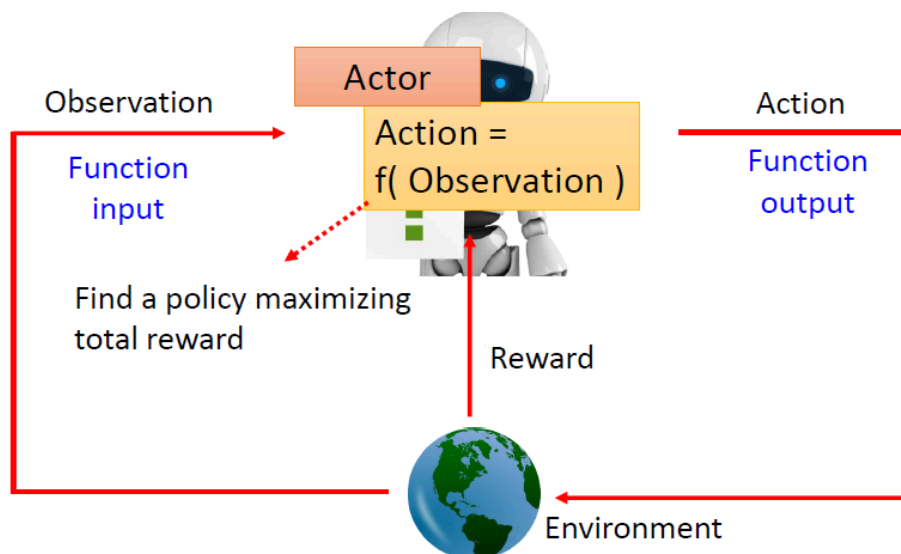 Actor
Observation
Action
Action =
f( Observation )
Function
input
Function
output
Find a policy maximizing
total reward
Reward
Environment